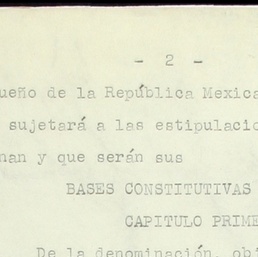 - 2 -
ueño de la República Mexica
sujetará a las estipulacio
nan y que serán sus
BASES CONSTITUTIVAS
CAPITULO PRIME
De la denominación, obj